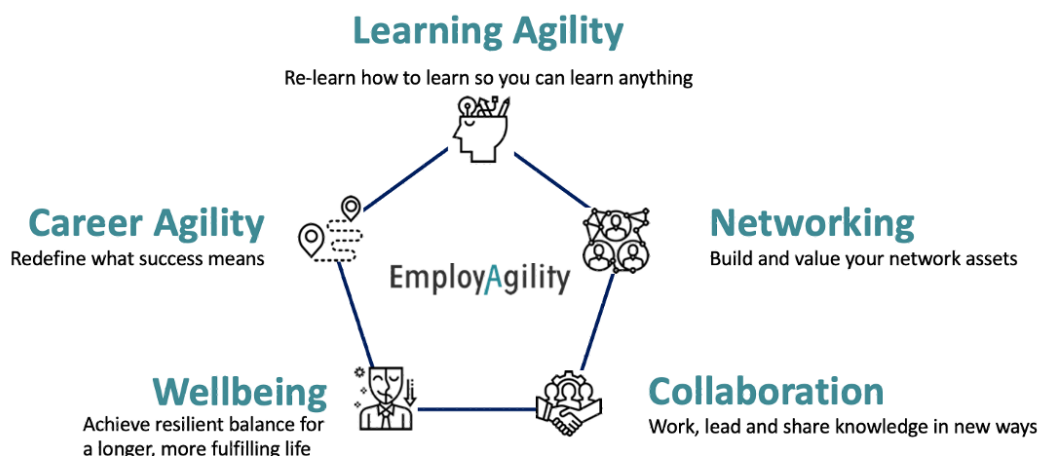 Learning Agility
Re-learn how to learn so you can learn anything
Career Agility
Redefine what success means
Networking
Build and value your network assets
EmployAgility
Wellbeing
Achieve resilient balance for
a longer, more fulfilling life
Collaboration
Work, lead and share knowledge in new ways